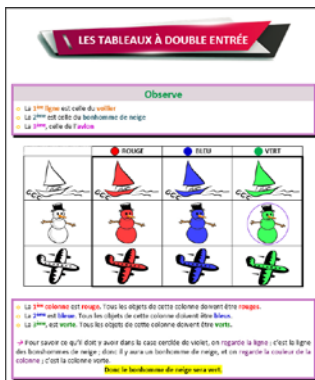 LES TABLEAUX À DOUBLE ENTRÉE
Observe
La 1ère ligne est celle du voilier
La 2ème est celle du bonhomme de neige
La 3ème, celle de l'avion
ROUGE BLEU VERT
La 1ère colonne est rouge. Tous les objets de cette colonne doivent être rouges.
La 2ème est bleue. Tous les objets de cette colonne doivent être bleus.
La 3ème, est verte. Tous les objets de cette colonne doivent être verts.
→ Pour savoir ce qu'il doit y avoir dans la case cerclée de violet, on regarde la ligne : c'est la ligne
des bonshommes de neige ; donc il y aura un bonhomme de neige, et on regarde la couleur de la
colonne : c'est la colonne verte.
Donc le bonhomme de neige sera vert.